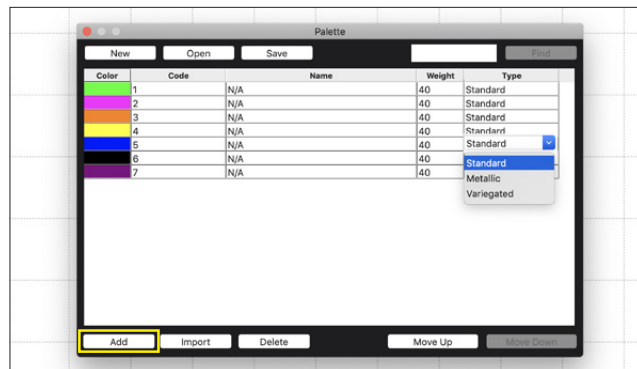 Palette
New Open Save Find
Color Code Name Weight Type
1 N/A 40 Standard
2 N/A 40 Standard
3 N/A 40 Standard
4 N/A 40 Standard
5 N/A 40 Standard
6 N/A 40 Standard
7 N/A 40 Metallic
Variegated
Add Import Delete Move Up Move Down